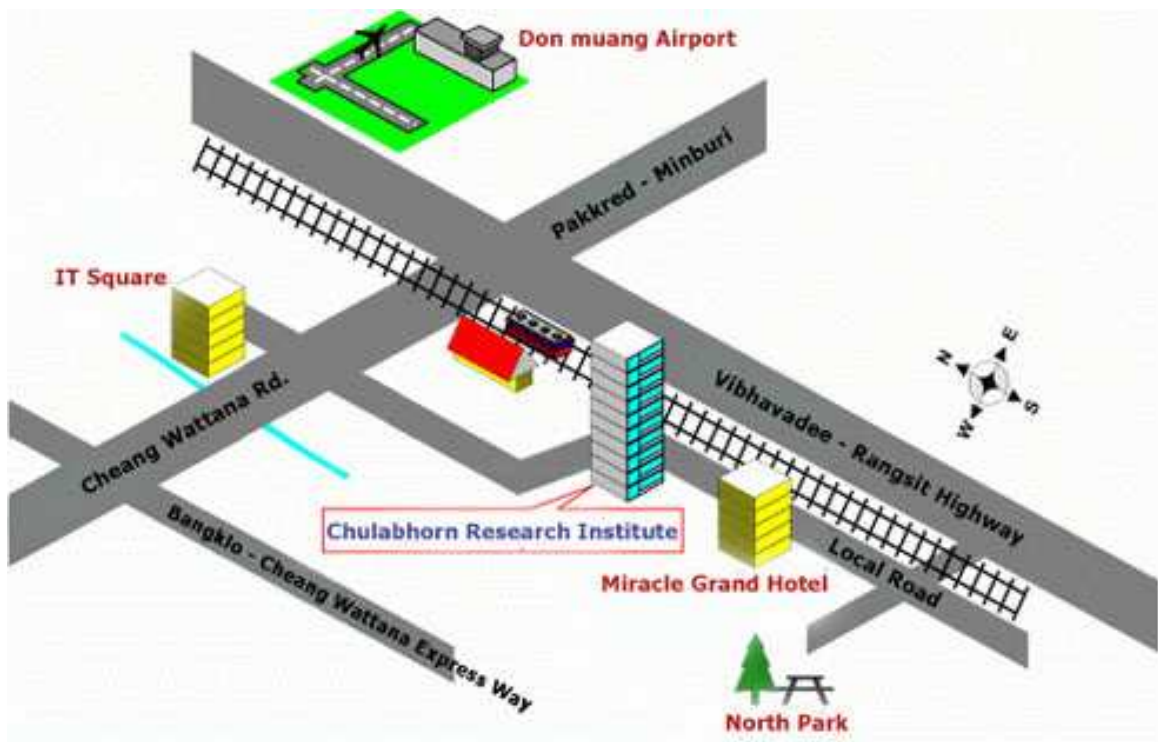 Don muang Airport
Pakkred - Minburi
IT Square
E
N
S
W
Cheang Wattana Rd.
Vibhavadee - Rangsit Highway
Chulabhorn Research Institute
Bangklo - Cheang Wattana Express Way
Local Road
Miracle Grand Hotel
North Park